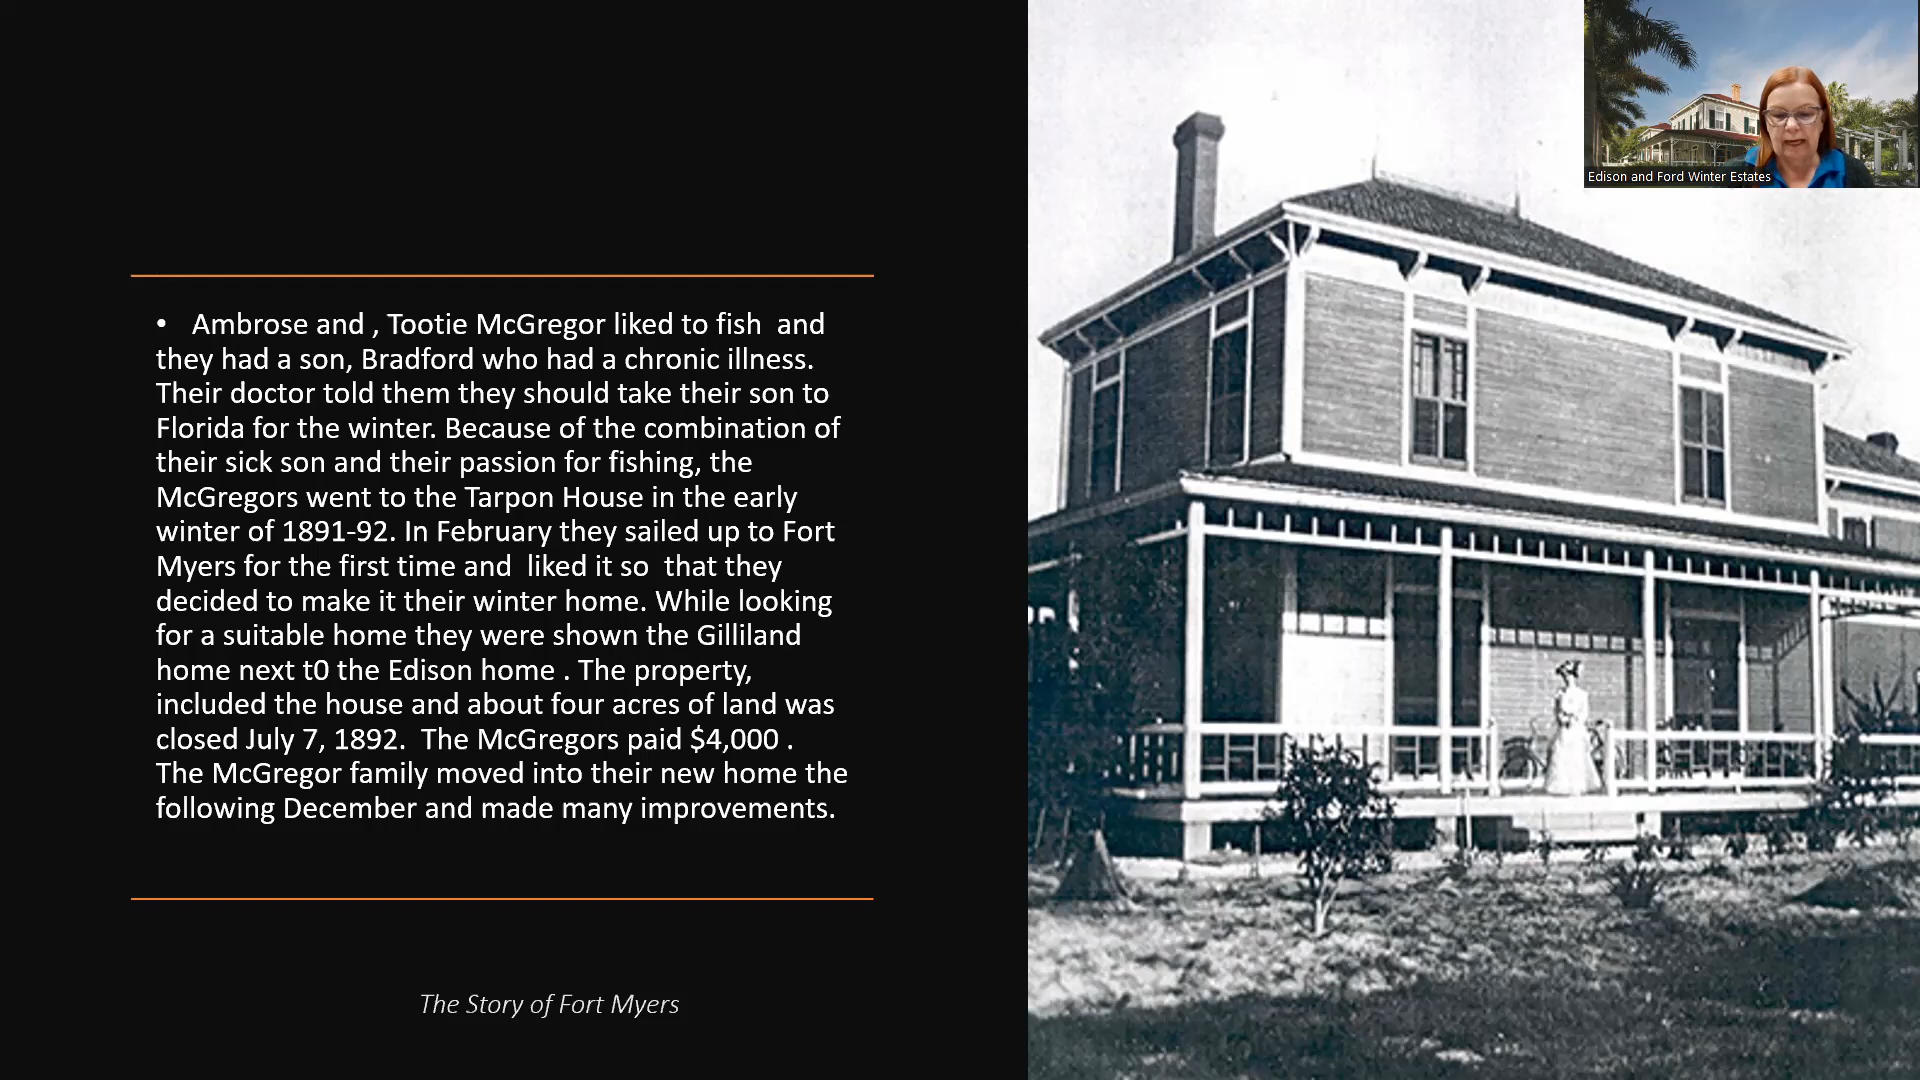 Edison and Ford Winter Estates
• Ambrose and , Tootie McGregor liked to fish  and
they had a son, Bradford who had a chronic illness.
Their doctor told them they should take their son to
Florida for the winter. Because of the combination of
their sick son and their passion for fishing, the
McGregors went to the Tarpon House in the early
winter of 1891-92. In February they sailed up to Fort
Myers for the first time and  liked it so  that they
decided to make it their winter home. While looking
for a suitable home they were shown the Gilliland
home next t0 the Edison home . The property,
included the house and about four acres of land was
closed July 7, 1892.  The McGregors paid $4,000 .
The McGregor family moved into their new home the
following December and made many improvements.
The Story of Fort Myers